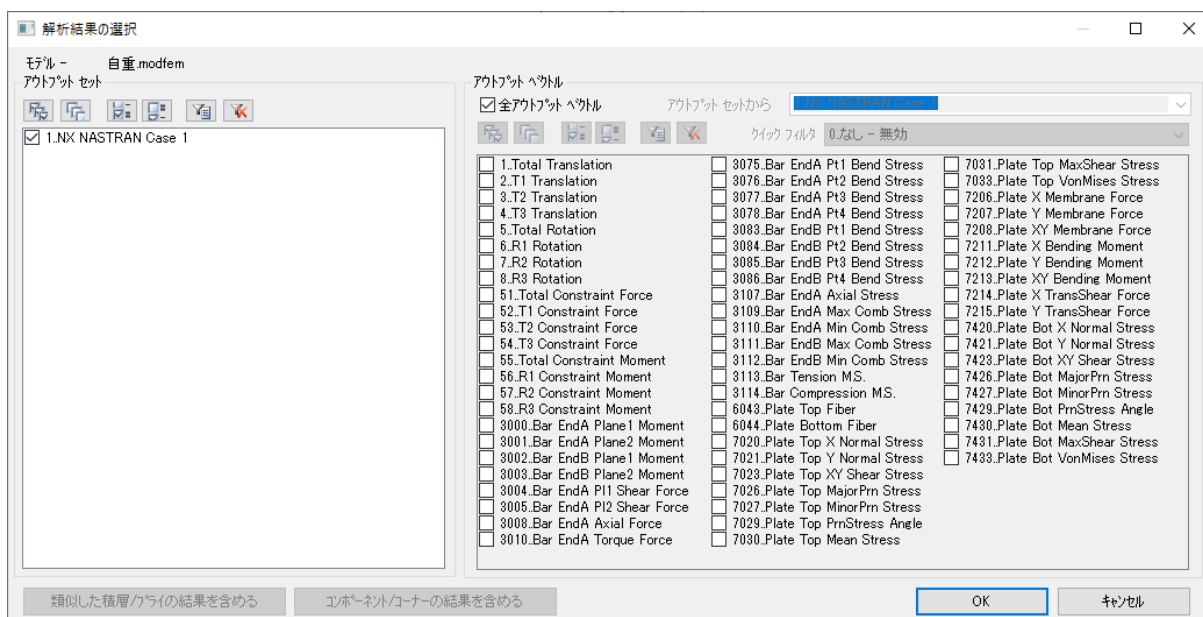 解析結果の選択
ﾓﾃﾞﾙ - 自重.modfem
ｱｳﾄﾌﾟｯﾄ ｾｯﾄ
1..NX NASTRAN Case 1
ｱｳﾄﾌﾟｯﾄ ﾍﾞｸﾄﾙ
全ｱｳﾄﾌﾟｯﾄ ﾍﾞｸﾄﾙ
ｱｳﾄﾌﾟｯﾄ ｾｯﾄから 1..NX NASTRAN Case 1
ｸｲｯｸ ﾌｨﾙﾀ 0..なし - 無効
1..Total Translation
2..T1 Translation
3..T2 Translation
4..T3 Translation
5..Total Rotation
6..R1 Rotation
7..R2 Rotation
8..R3 Rotation
51..Total Constraint Force
52..T1 Constraint Force
53..T2 Constraint Force
54..T3 Constraint Force
55..Total Constraint Moment
56..R1 Constraint Moment
57..R2 Constraint Moment
58..R3 Constraint Moment
3000..Bar EndA Plane1 Moment
3001..Bar EndA Plane2 Moment
3002..Bar EndB Plane1 Moment
3003..Bar EndB Plane2 Moment
3004..Bar EndA Pl1 Shear Force
3005..Bar EndA Pl2 Shear Force
3008..Bar EndA Axial Force
3010..Bar EndA Torque Force
3075..Bar EndA Pt1 Bend Stress
3076..Bar EndA Pt2 Bend Stress
3077..Bar EndA Pt3 Bend Stress
3078..Bar EndA Pt4 Bend Stress
3083..Bar EndB Pt1 Bend Stress
3084..Bar EndB Pt2 Bend Stress
3085..Bar EndB Pt3 Bend Stress
3086..Bar EndB Pt4 Bend Stress
3107..Bar EndA Axial Stress
3109..Bar EndA Max Comb Stress
3110..Bar EndA Min Comb Stress
3111..Bar EndB Max Comb Stress
3112..Bar EndB Min Comb Stress
3113..Bar Tension M.S.
3114..Bar Compression M.S.
6043..Plate Top Fiber
6044..Plate Bottom Fiber
7020..Plate Top X Normal Stress
7021..Plate Top Y Normal Stress
7023..Plate Top XY Shear Stress
7026..Plate Top MajorPrn Stress
7027..Plate Top MinorPrn Stress
7029..Plate Top PrnStress Angle
7030..Plate Top Mean Stress
7031..Plate Top MaxShear Stress
7033..Plate Top VonMises Stress
7206..Plate X Membrane Force
7207..Plate Y Membrane Force
7208..Plate XY Membrane Force
7211..Plate X Bending Moment
7212..Plate Y Bending Moment
7213..Plate XY Bending Moment
7214..Plate X TransShear Force
7215..Plate Y TransShear Force
7420..Plate Bot X Normal Stress
7421..Plate Bot Y Normal Stress
7423..Plate Bot XY Shear Stress
7426..Plate Bot MajorPrn Stress
7427..Plate Bot MinorPrn Stress
7429..Plate Bot PrnStress Angle
7430..Plate Bot Mean Stress
7431..Plate Bot MaxShear Stress
7433..Plate Bot VonMises Stress
類似した積層/ﾌﾟﾗｲの結果を含める
ｺﾝﾎﾟｰﾈﾝﾄ/ｺｰﾅｰの結果を含める
OK
ｷｬﾝｾﾙ